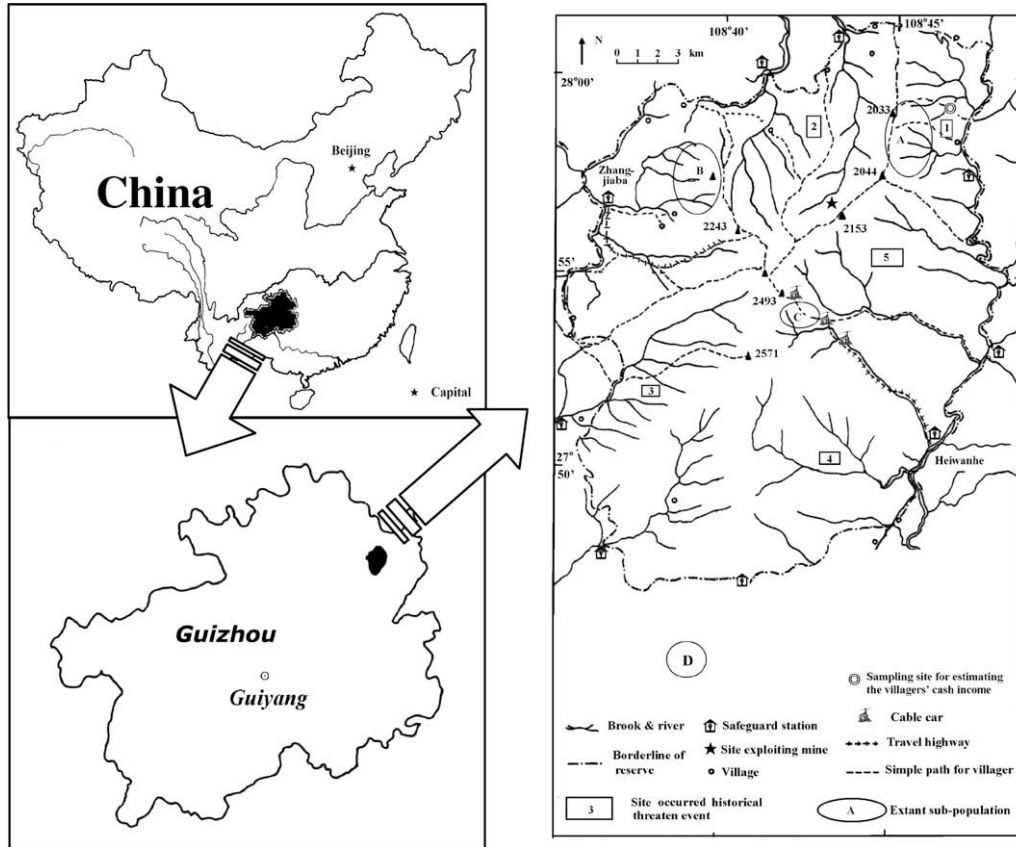 Beijing
China
Capital
Guizhou
Guiyang
108°40'
108°45'
N
0 1 2 3 km
28°00'
2033
1
2
A
Zhang-
jiaba
B
2044
2243
2153
5
55'
2493
C
2571
3
4
Heiwanhe
27°
50'
D
Sampling site for estimating
the villagers' cash income
Cable car
Brook & river
Safeguard station
Travel highway
Borderline of
reserve
Site exploiting mine
Village
Simple path for villager
3
Site occurred historical
threaten event
A
Extant sub-population